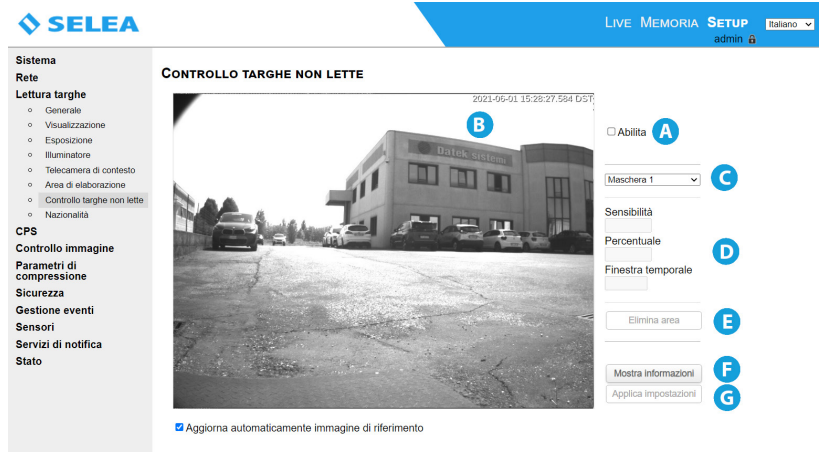 SELEA
LIVE MEMORIA SETUP
Italiano
admin
Sistema
Rete
Lettura targhe
Generale
Visualizzazione
Esposizione
Illuminatore
Telecamera di contesto
Area di elaborazione
Controllo targhe non lette
Nazionalità
CPS
Controllo immagine
Parametri di
compressione
Sicurezza
Gestione eventi
Sensori
Servizi di notifica
Stato
CONTROLLO TARGHE NON LETTE
2021-06-01 15:28:27.584 DST
B
Datek sistemi
Abilita A
Maschera 1 C
Sensibilità
Percentuale
D
Finestra temporale
Elimina area E
Mostra informazioni F
Applica impostazioni G
Aggiorna automaticamente immagine di riferimento